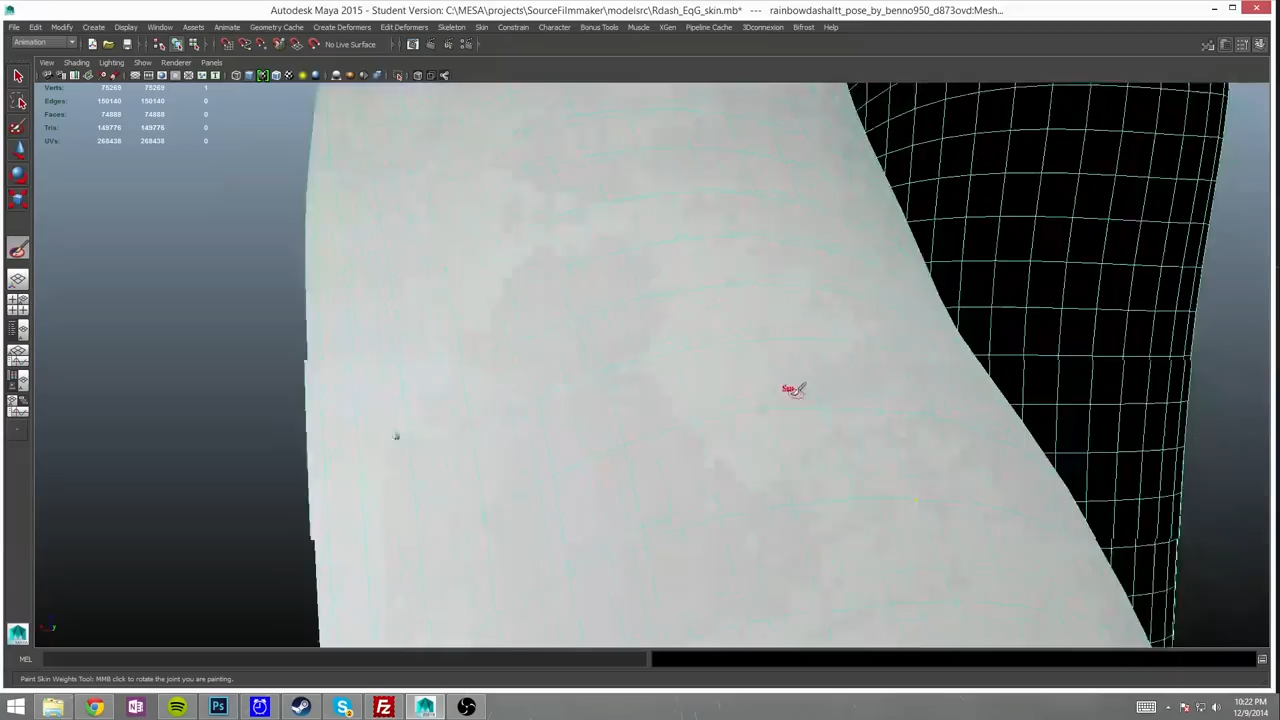 Autodesk Maya 2015 - Student Version: C:\MESA\projects\SourceFilmmaker\modelsrc\Rdash_EqG_skin.mb* --- rainbowdashaltt_pose_by_benno950_d873ovd:Mesh...
File Edit Modify Create Display Window Assets Animate Geometry Cache Create Deformers Edit Deformers Skeleton Skin Constrain Character Bonus Tools Muscle XGen Pipeline Cache 3Dconnexion Bifrost Help
Animation No Live Surface
View Shading Lighting Show Renderer Panels
Verts: 75269 75269 1
Edges: 150140 150140 0
Faces: 74888 74888 0
Tris: 149776 149776 0
UVs: 268438 268438 0
MEL
Paint Skin Weights Tool: MMB click to rotate the joint you are painting.
10:22 PM
12/9/2014